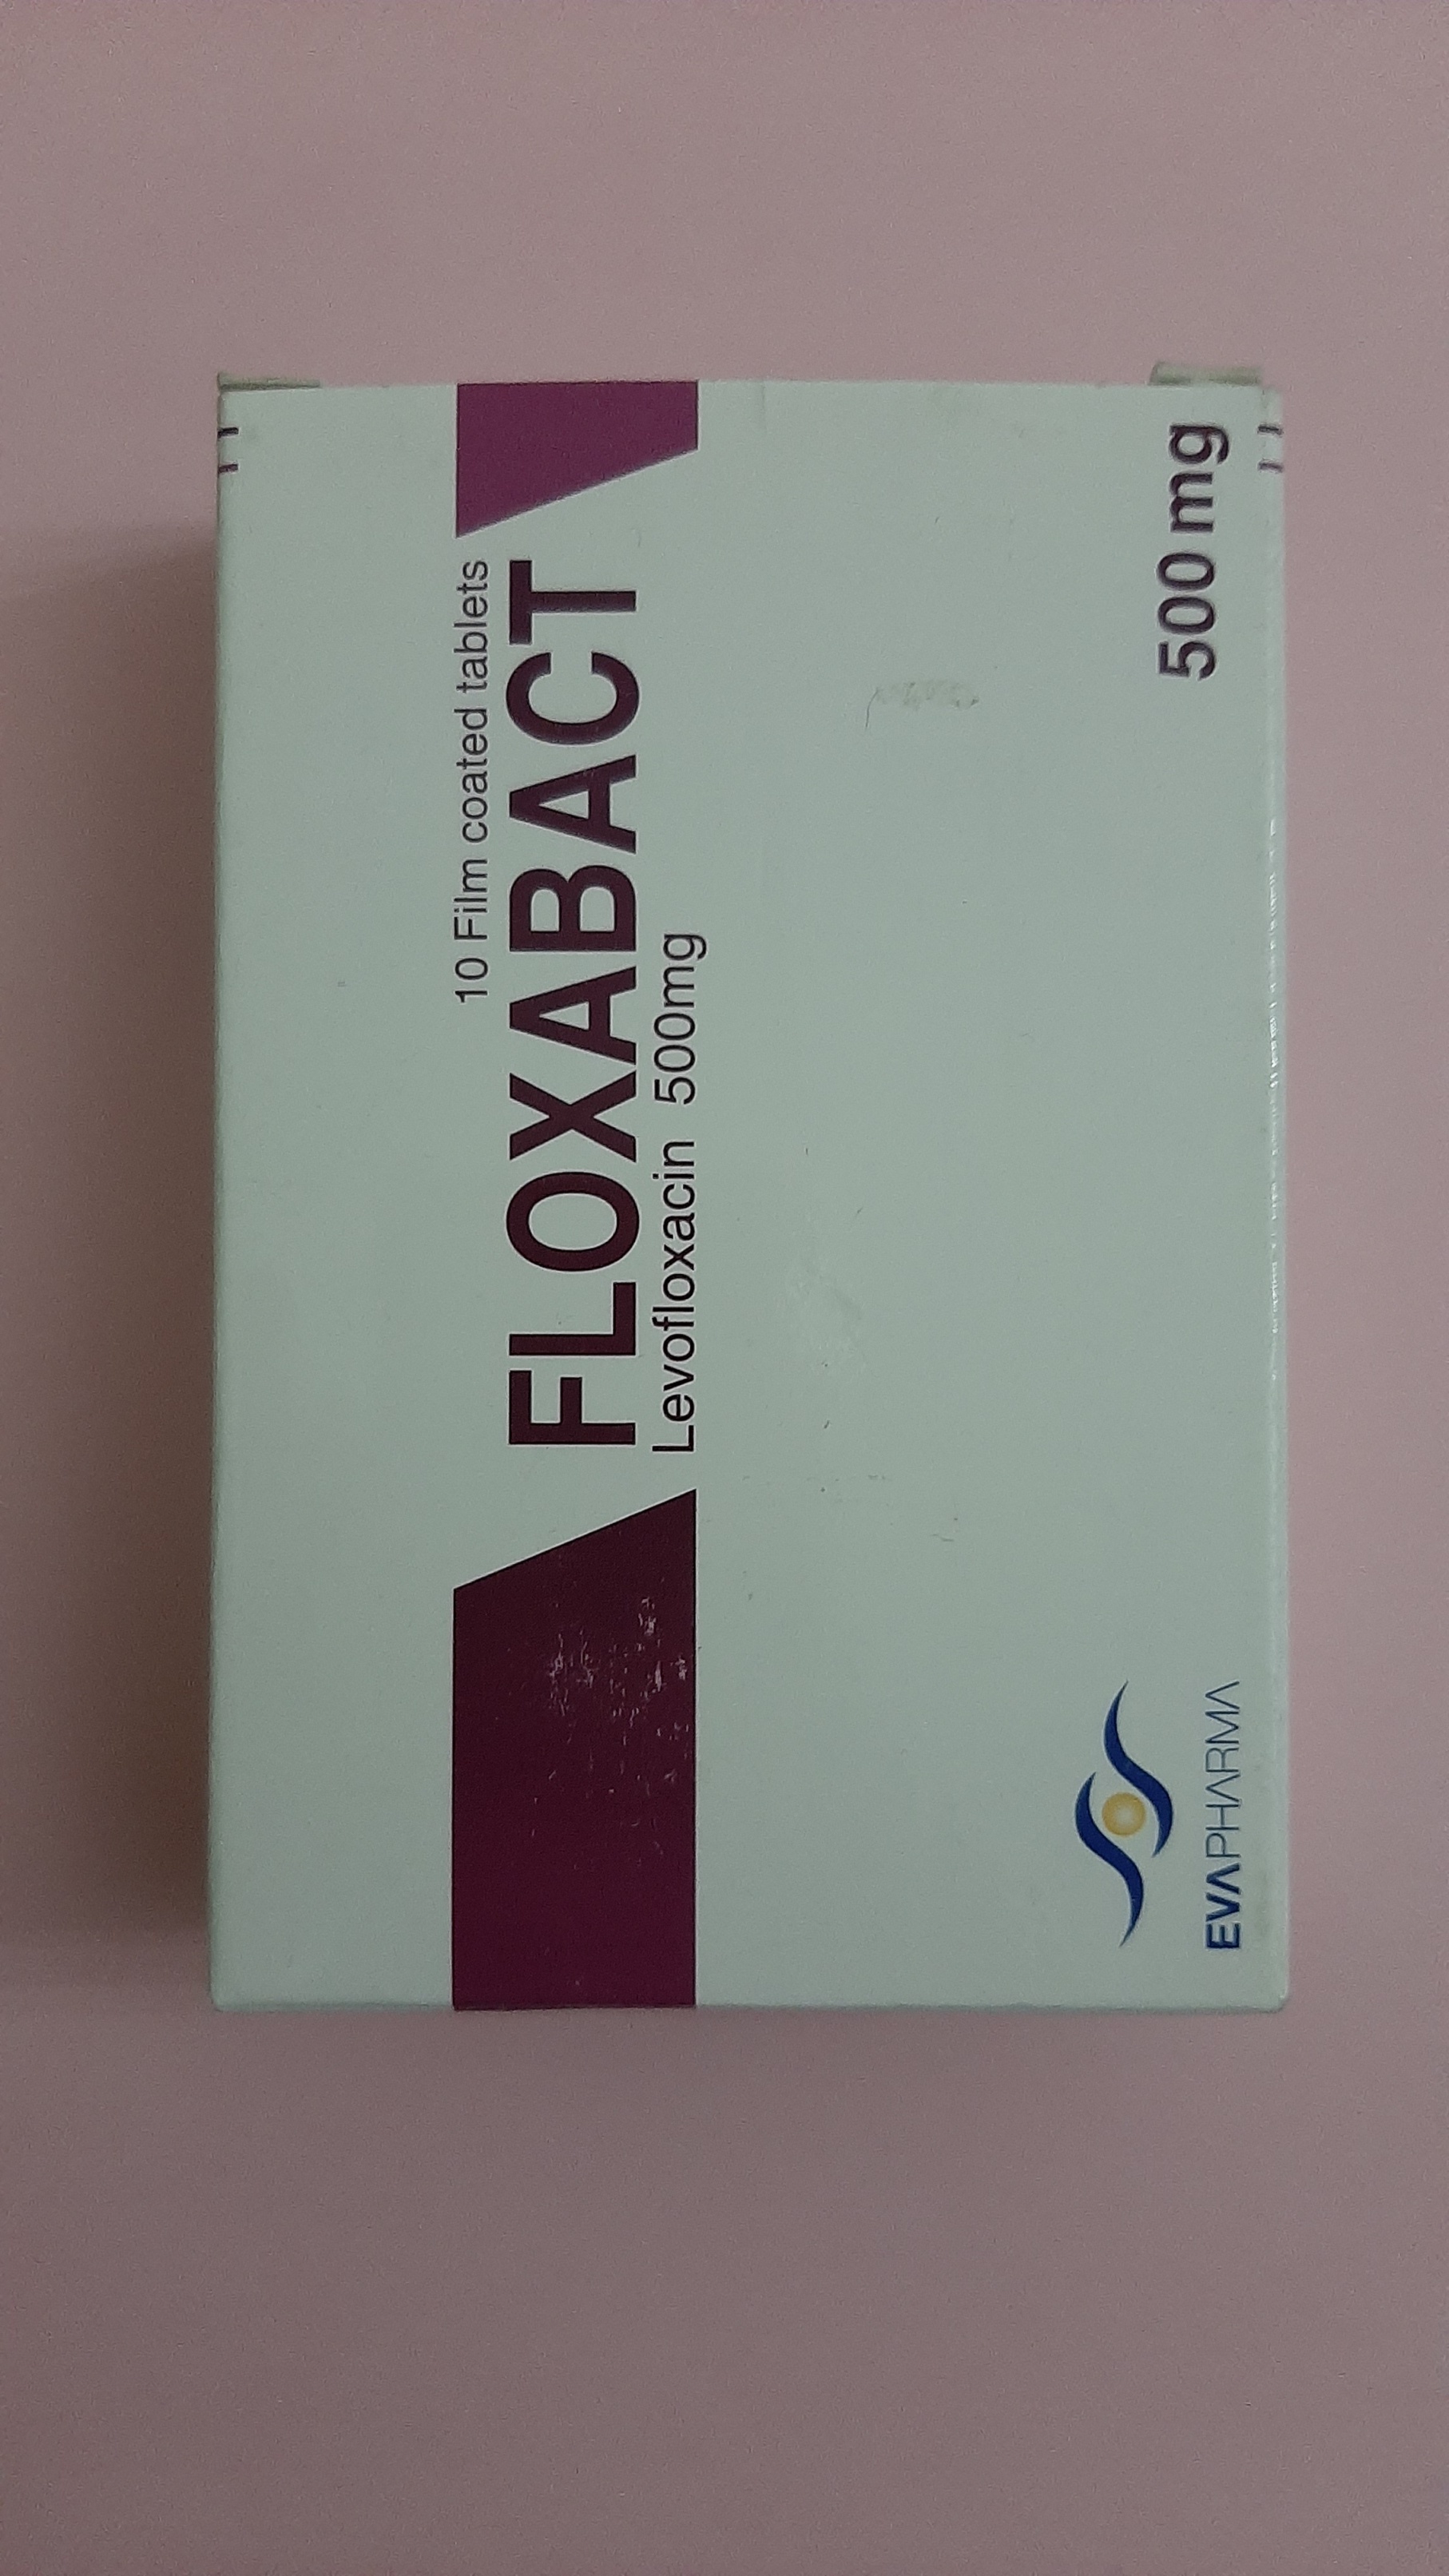 10 Film coated tablets
FLOXABACT
Levofloxacin 500mg
EVAPHARMA
500 mg